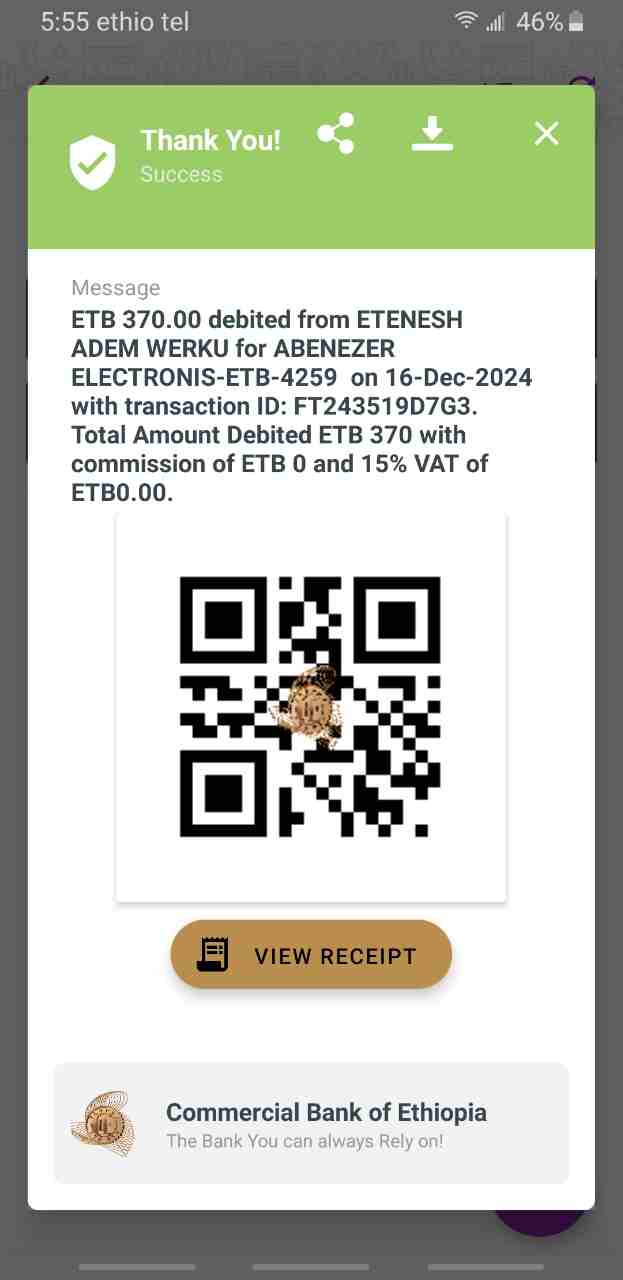 5:55 ethio tel
46%
Thank You!
Success
Message
ETB 370.00 debited from ETENESH
ADEM WERKU for ABENEZER
ELECTRONIS-ETB-4259 on 16-Dec-2024
with transaction ID: FT243519D7G3.
Total Amount Debited ETB 370 with
commission of ETB 0 and 15% VAT of
ETB0.00.
VIEW RECEIPT
Commercial Bank of Ethiopia
The Bank You can always Rely on!